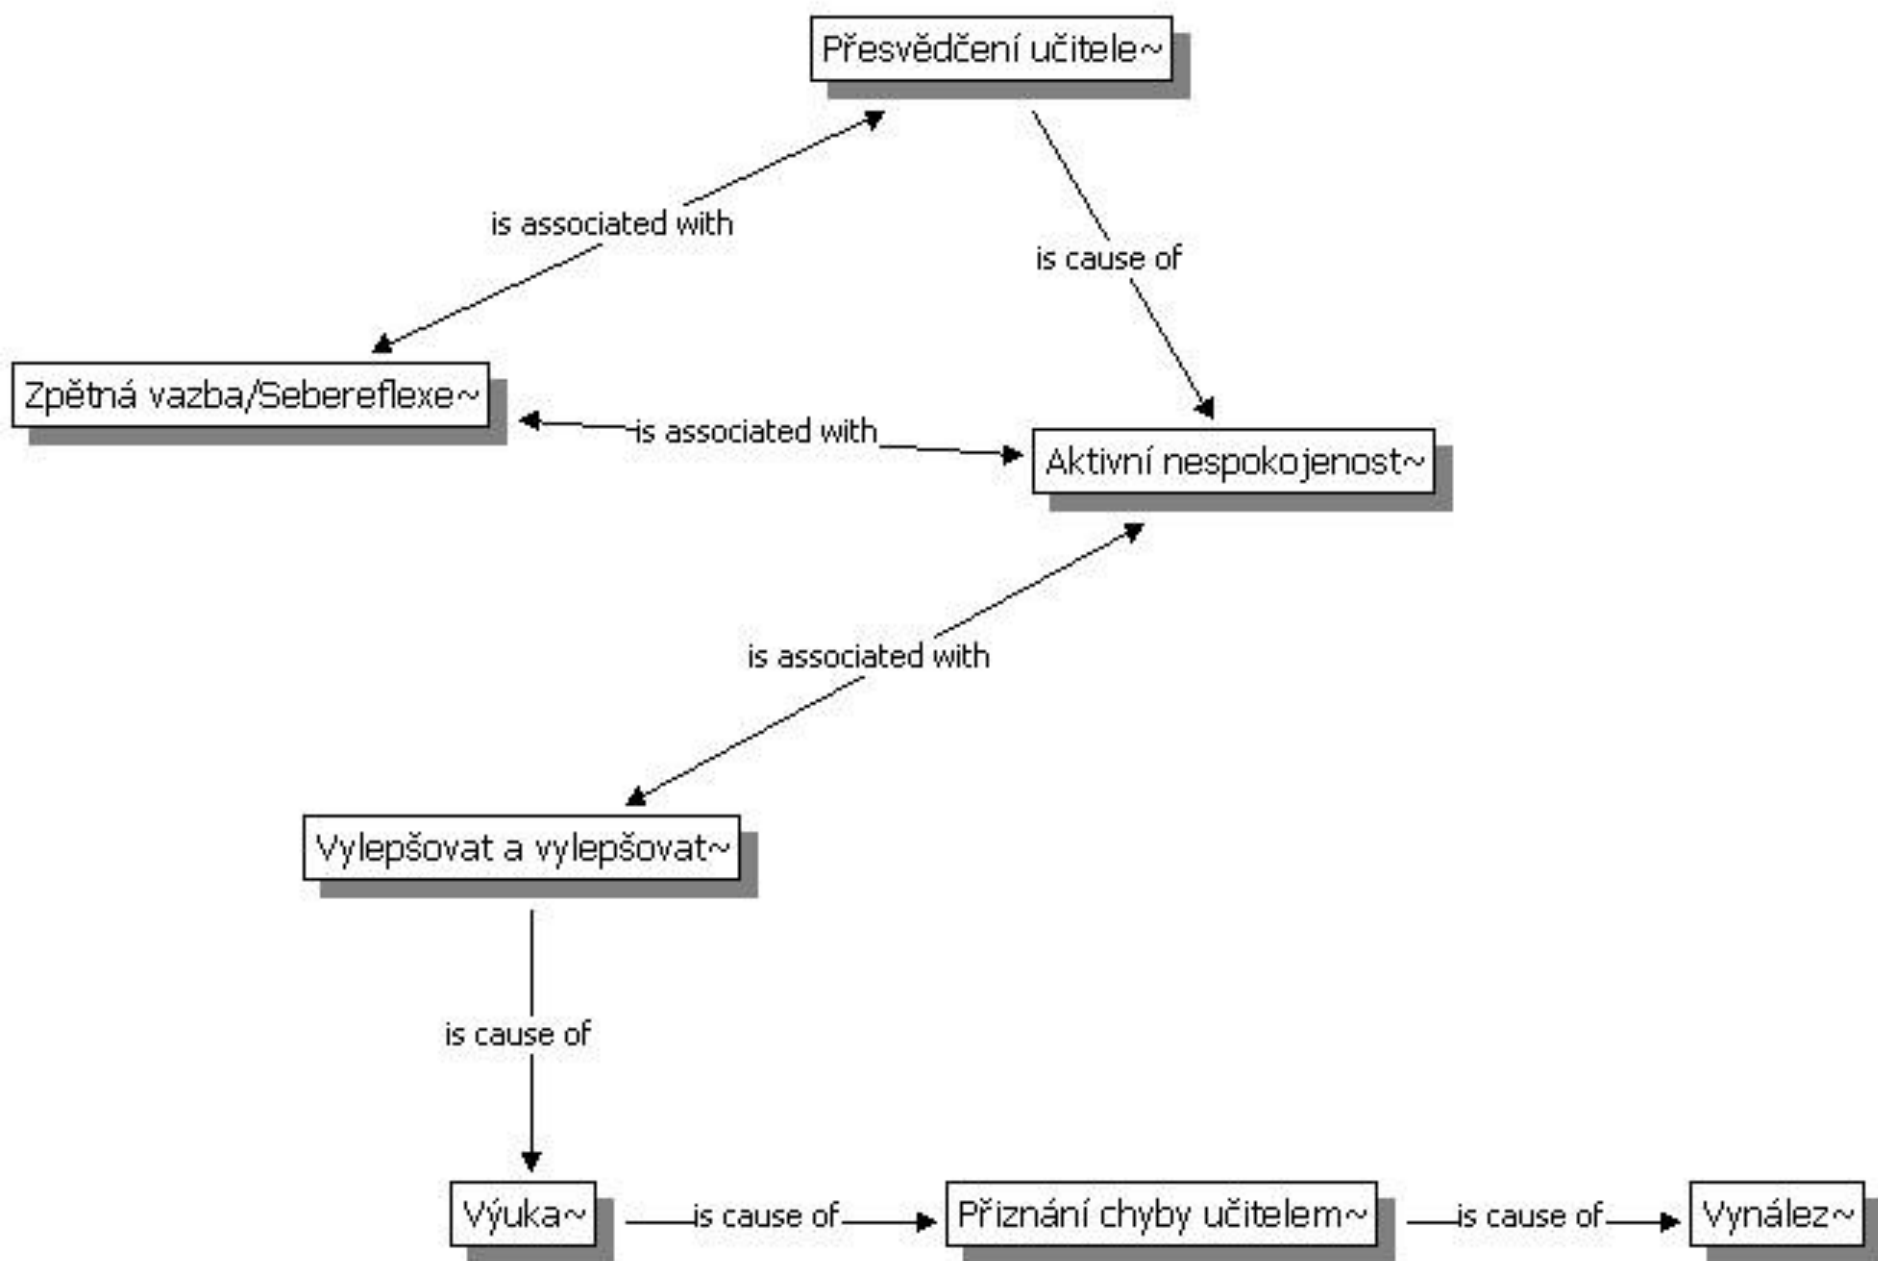 Přesvědčení učitele~
is associated with
is cause of
Zpětná vazba/Sebereflexe~
is associated with
Aktivní nespokojenost~
is associated with
Vylepšovat a vylepšovat~
is cause of
Výuka~
is cause of
Přiznání chyby učitelem~
is cause of
Vynález~